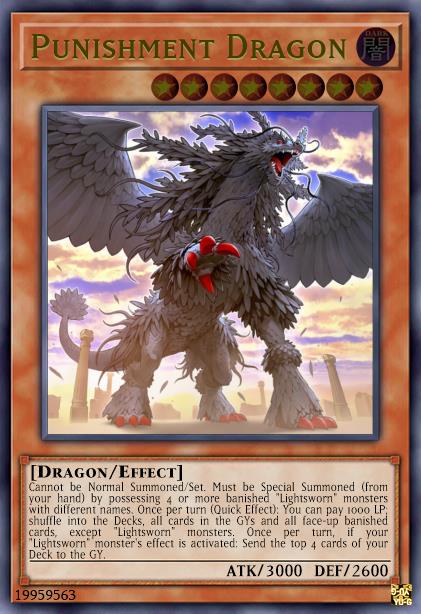 Punishment Dragon
DARK
闇
[Dragon/Effect]
Cannot be Normal Summoned/Set. Must be Special Summoned (from
your hand) by possessing 4 or more banished "Lightsworn" monsters
with different names. Once per turn (Quick Effect): You can pay 1000 LP;
shuffle into the Decks, all cards in the GYs and all face-up banished
cards, except "Lightsworn" monsters. Once per turn, if your
"Lightsworn" monster's effect is activated: Send the top 4 cards of your
Deck to the GY.
ATK/3000 DEF/2600
19959563